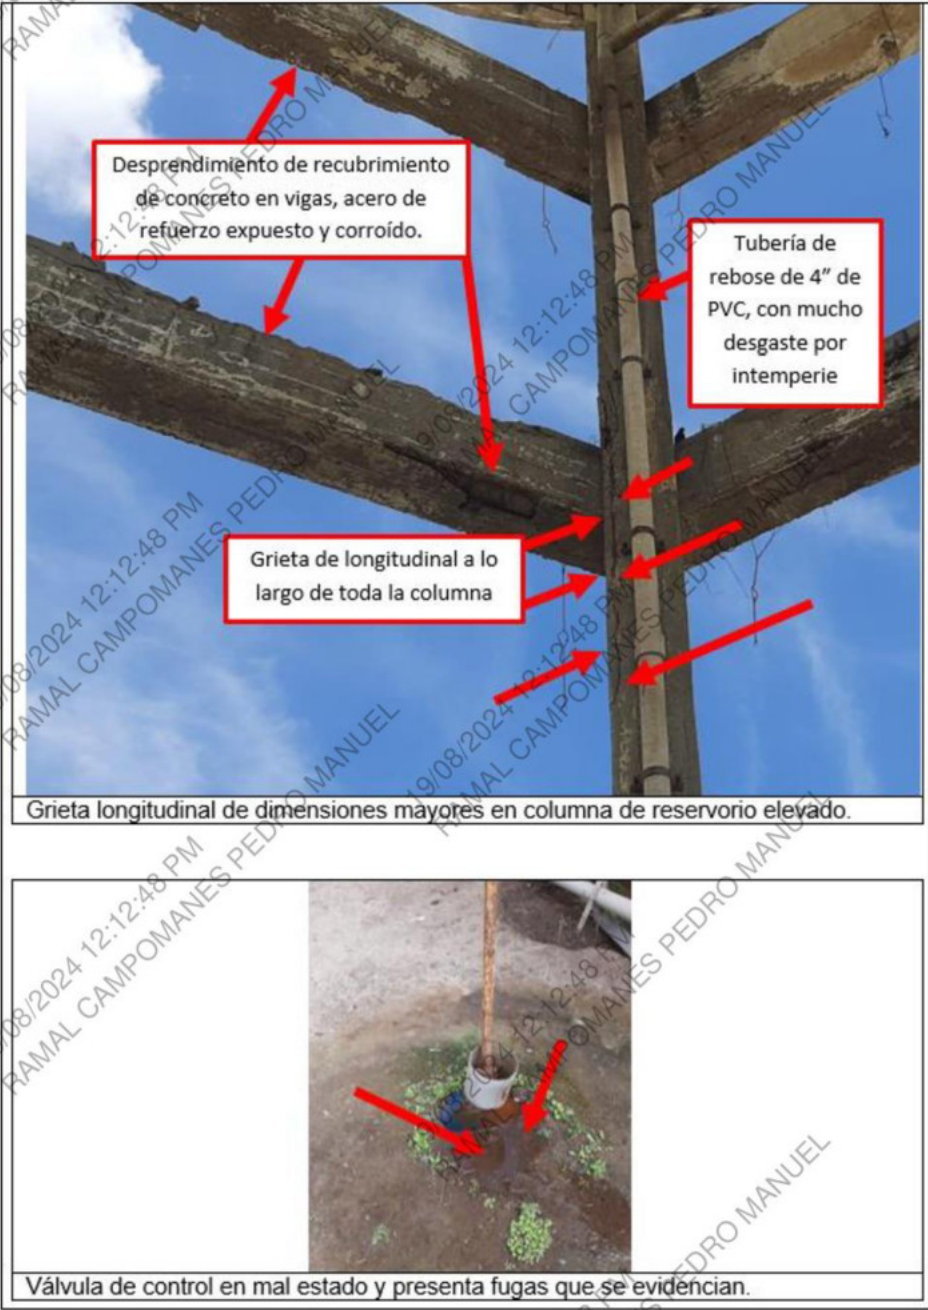 Desprendimiento de recubrimiento
de concreto en vigas, acero de
refuerzo expuesto y corroído.
Tubería de
rebose de 4" de
PVC, con mucho
desgaste por
intemperie
Grieta de longitudinal a lo
largo de toda la columna
Grieta longitudinal de dimensiones mayores en columna de reservorio elevado.
Válvula de control en mal estado y presenta fugas que se evidencian.
19/08/2024 12:12:48 PM
RAMAL CAMPOMANES PEDRO MANUEL